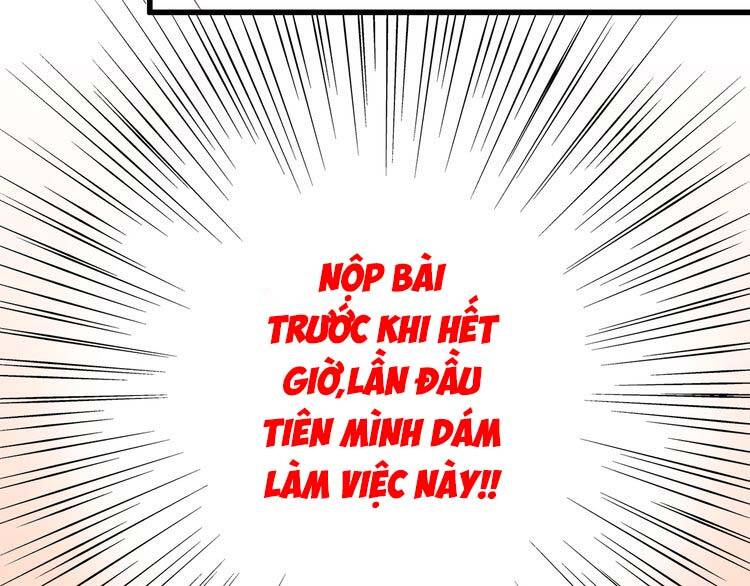 NỘP BÀI
TRƯỚC KHI HẾT
GIỜ,LẦN ĐẦU
TIÊN MÌNH DÁM
LÀM VIỆC NÀY!!